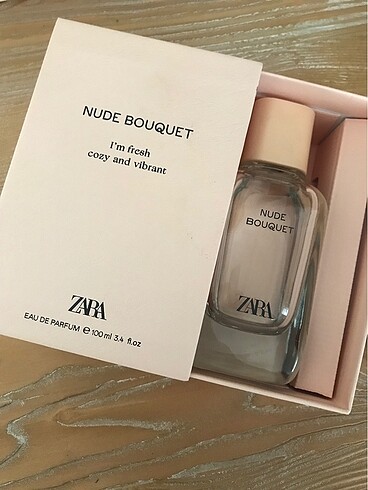 NUDE BOUQUET
I'm fresh
cozy and vibrant
ZARA
EAU DE PARFUM ℮ 100 ml 3.4 fl.oz
NUDE
BOUQUET
ZARA